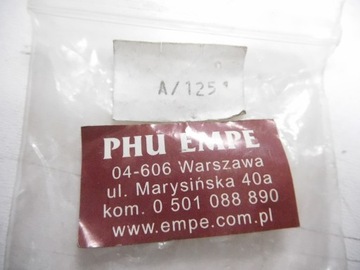 A/125
PHU EMPE
04-606 Warszawa
ul. Marysińska 40a
kom. 0 501 088 890
www.empe.com.pl